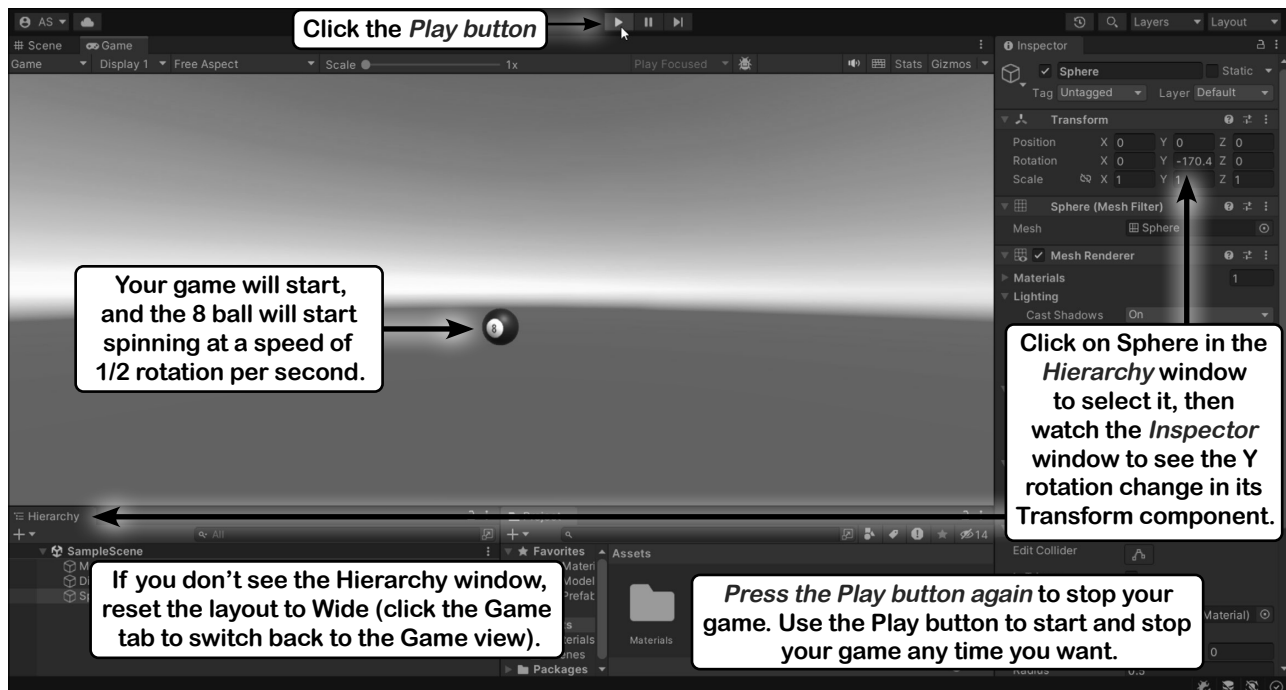 AS
Click the Play button
Layers
Layout
Scene
Game
Inspector
Game
Display 1
Free Aspect
Scale
1x
Play Focused
Stats
Gizmos
Sphere
Static
Tag Untagged
Layer Default
Transform
Position X 0 Y 0 Z 0
Rotation X 0 Y -170.4 Z 0
Scale X 1 Y 1 Z 1
Sphere (Mesh Filter)
Mesh Sphere
Mesh Renderer
Materials 1
Lighting
Cast Shadows On
Your game will start,
and the 8 ball will start
spinning at a speed of
1/2 rotation per second.
8
Click on Sphere in the
Hierarchy window
to select it, then
watch the Inspector
window to see the Y
rotation change in its
Transform component.
Hierarchy
All
14
SampleScene
Favorites
Assets
Edit Collider
If you don't see the Hierarchy window,
reset the layout to Wide (click the Game
tab to switch back to the Game view).
Materials
Packages
Press the Play button again to stop your
game. Use the Play button to start and stop
your game any time you want.
Material)
0